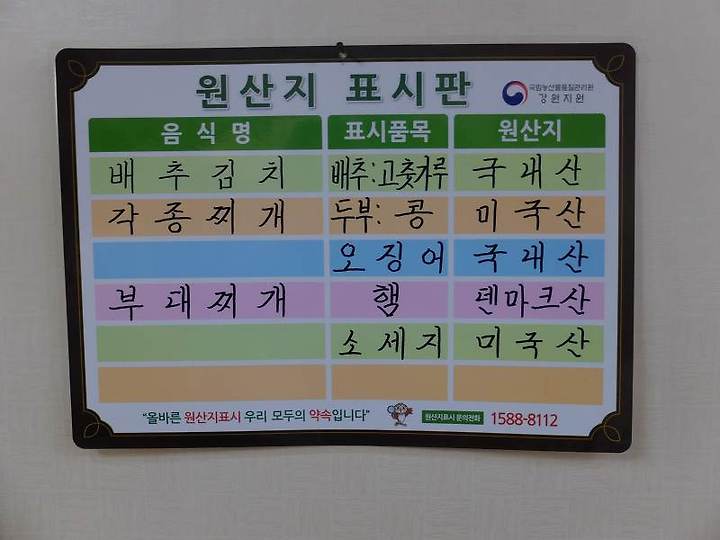 원산지 표시판
국립농산물품질관리원
강원지원
음식명 표시품목 원산지
배추김치 배추:고춧가루 국내산
각종찌개 두부:콩 미국산
오징어 국내산
부대찌개 햄 덴마크산
소세지 미국산
"올바른 원산지표시 우리 모두의 약속입니다" 원산지표시 문의전화 1588-8112